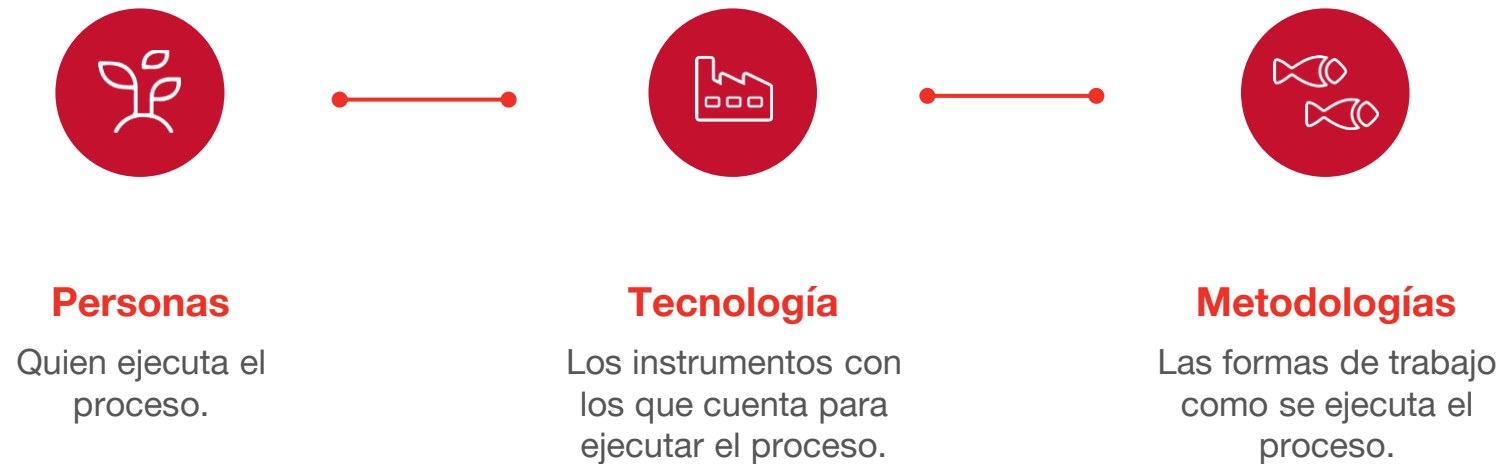 Personas
Quien ejecuta el
proceso.
Tecnología
Los instrumentos con
los que cuenta para
ejecutar el proceso.
Metodologías
Las formas de trabajo
como se ejecuta el
proceso.